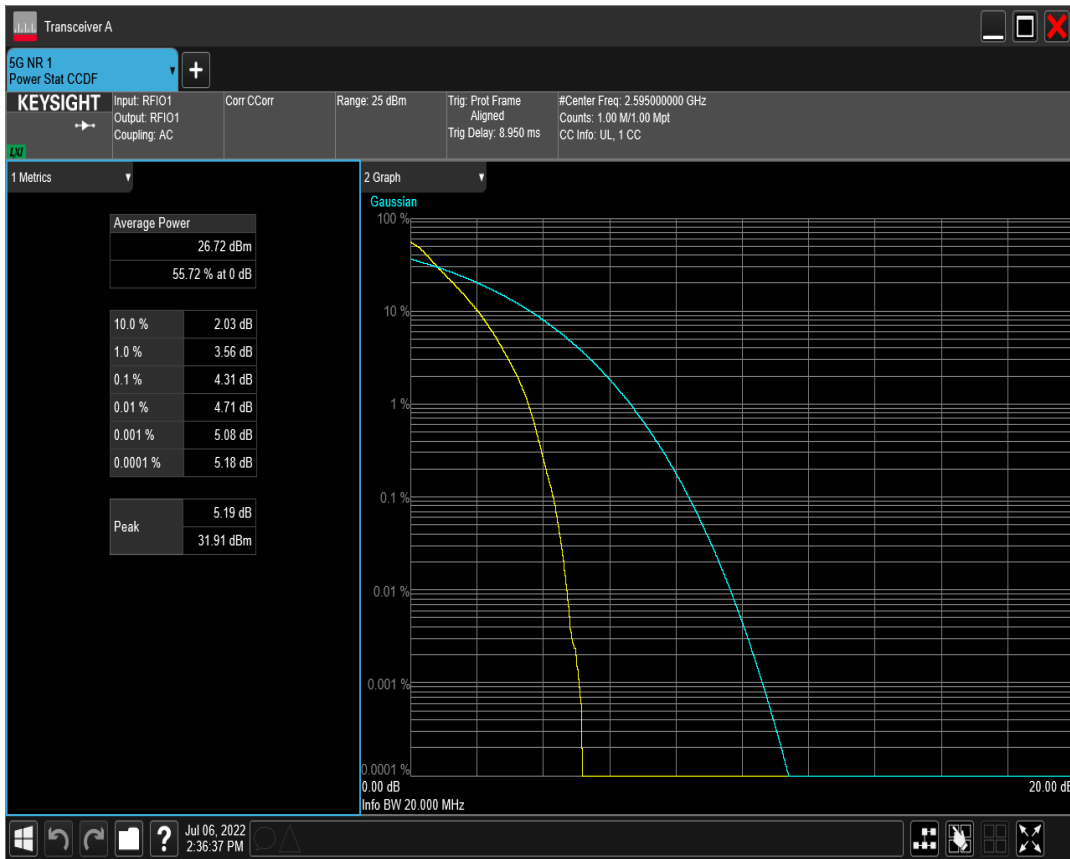 Transceiver A
5G NR 1
Power Stat CCDF
KEYSIGHT
LXI
Input: RFIO1
Output: RFIO1
Coupling: AC
Corr CCorr
Range: 25 dBm
Trig: Prot Frame
Aligned
Trig Delay: 8.950 ms
#Center Freq: 2.595000000 GHz
Counts: 1.00 M/1.00 Mpt
CC Info: UL, 1 CC
1 Metrics
Average Power
26.72 dBm
55.72 % at 0 dB
10.0 % 2.03 dB
1.0 % 3.56 dB
0.1 % 4.31 dB
0.01 % 4.71 dB
0.001 % 5.08 dB
0.0001 % 5.18 dB
Peak 5.19 dB
31.91 dBm
2 Graph
Gaussian
100 %
10 %
1 %
0.1 %
0.01 %
0.001 %
0.0001 %
0.00 dB 20.00 dB
Info BW 20.000 MHz
Jul 06, 2022
2:36:37 PM